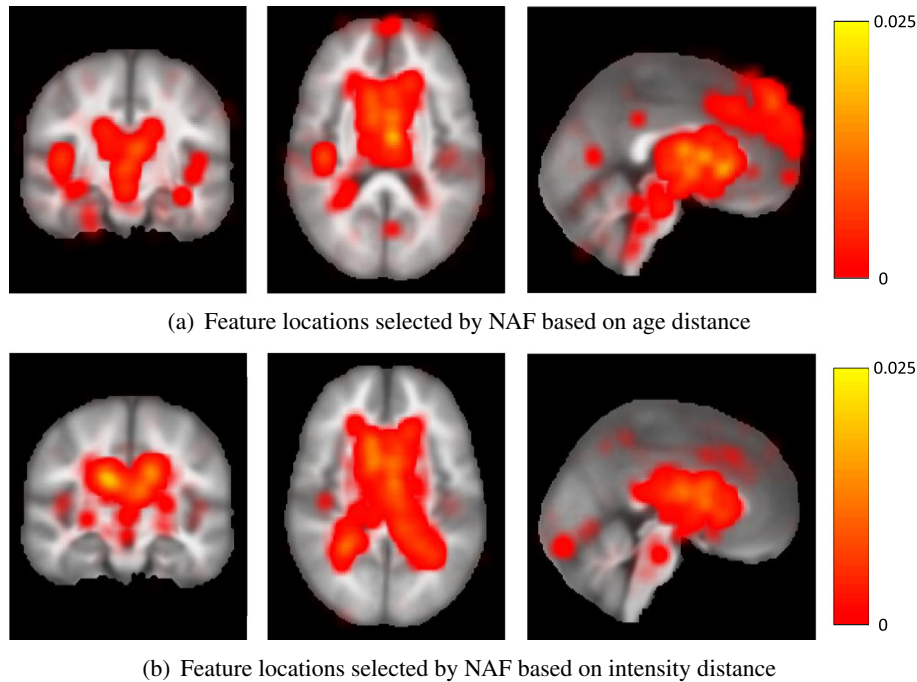 0.025
0
(a) Feature locations selected by NAF based on age distance
0.025
0
(b) Feature locations selected by NAF based on intensity distance